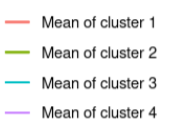 Mean of cluster 1
Mean of cluster 2
Mean of cluster 3
Mean of cluster 4